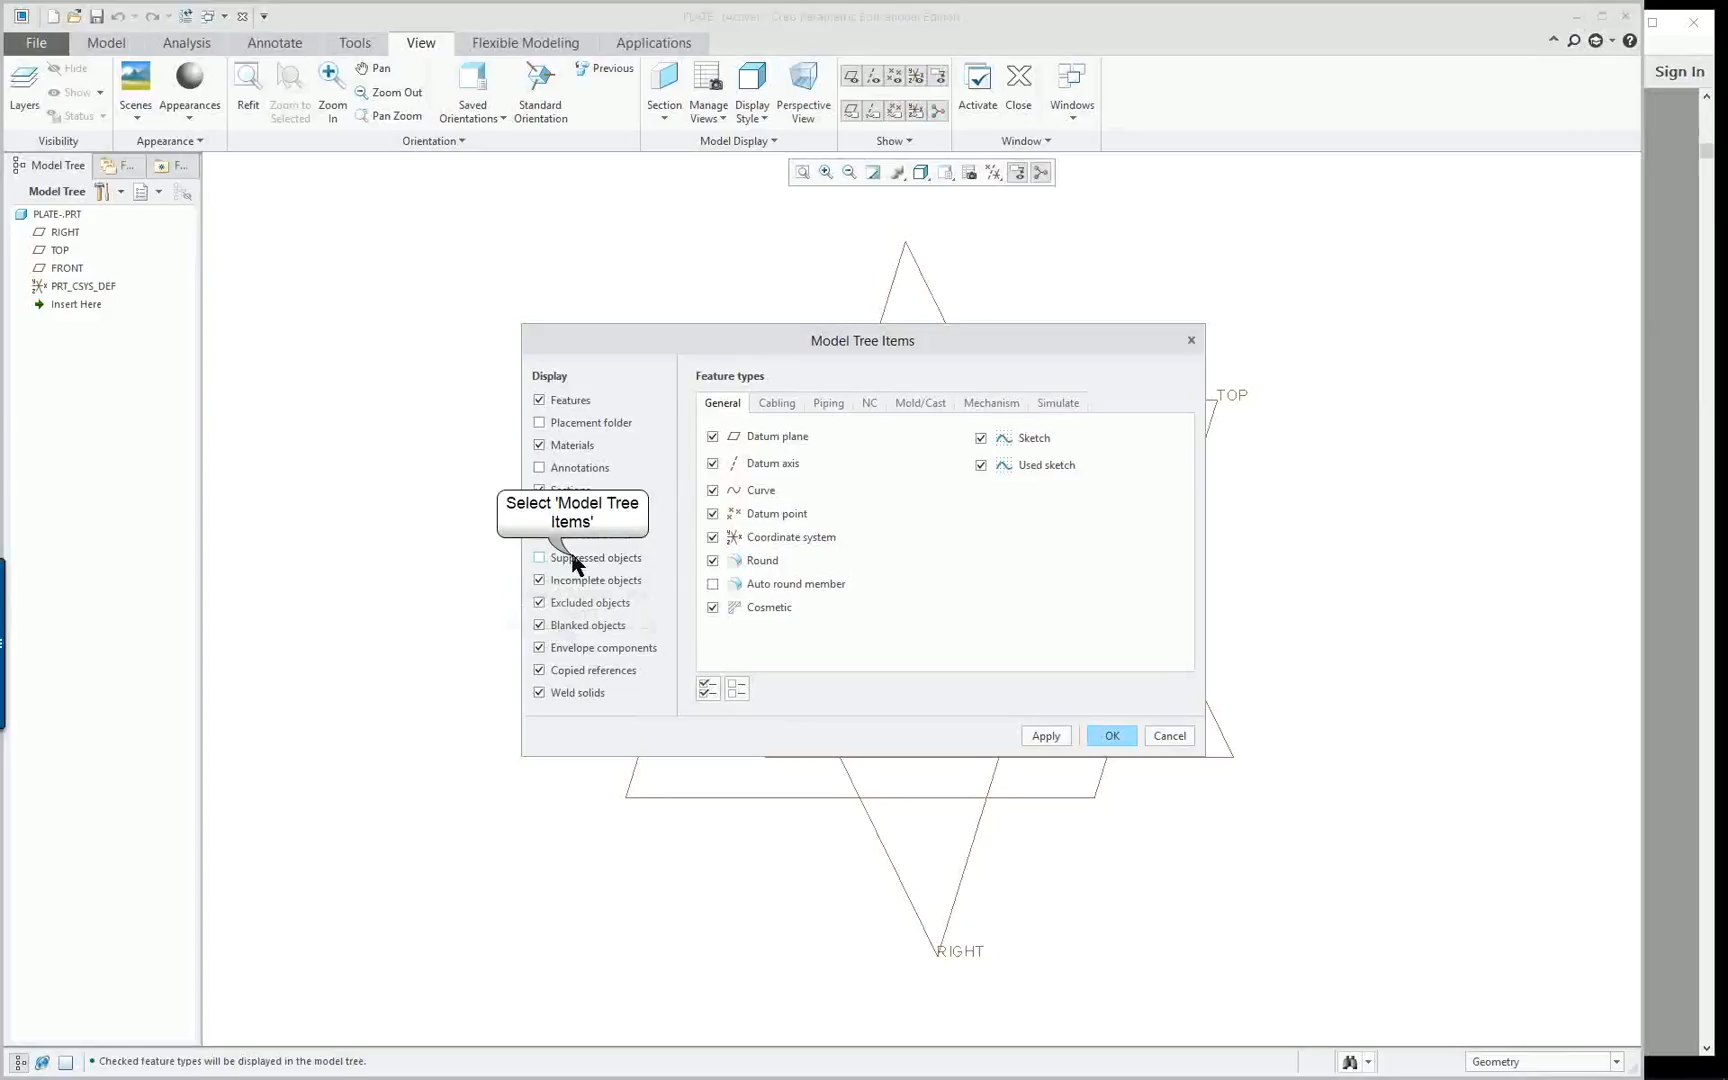 File
Model
Analysis
Annotate
Tools
View
Flexible Modeling
Applications
Sign In
Hide
Show
Status
Layers
Scenes
Appearances
Refit
Zoom to
Selected
Zoom
In
Pan
Zoom Out
Pan Zoom
Saved
Orientations
Standard
Orientation
Previous
Section
Manage
Views
Display
Style
Perspective
View
Activate
Close
Windows
Visibility
Appearance
Orientation
Model Display
Show
Window
Model Tree
F...
F...
Model Tree
PLATE-.PRT
RIGHT
TOP
FRONT
PRT_CSYS_DEF
Insert Here
TOP
RIGHT
Model Tree Items
Display
Features
Placement folder
Materials
Annotations
Select 'Model Tree
Items'
Suppressed objects
Incomplete objects
Excluded objects
Blanked objects
Envelope components
Copied references
Weld solids
Feature types
General
Cabling
Piping
NC
Mold/Cast
Mechanism
Simulate
Datum plane
Datum axis
Curve
Datum point
Coordinate system
Round
Auto round member
Cosmetic
Sketch
Used sketch
Apply
OK
Cancel
• Checked feature types will be displayed in the model tree.
Geometry